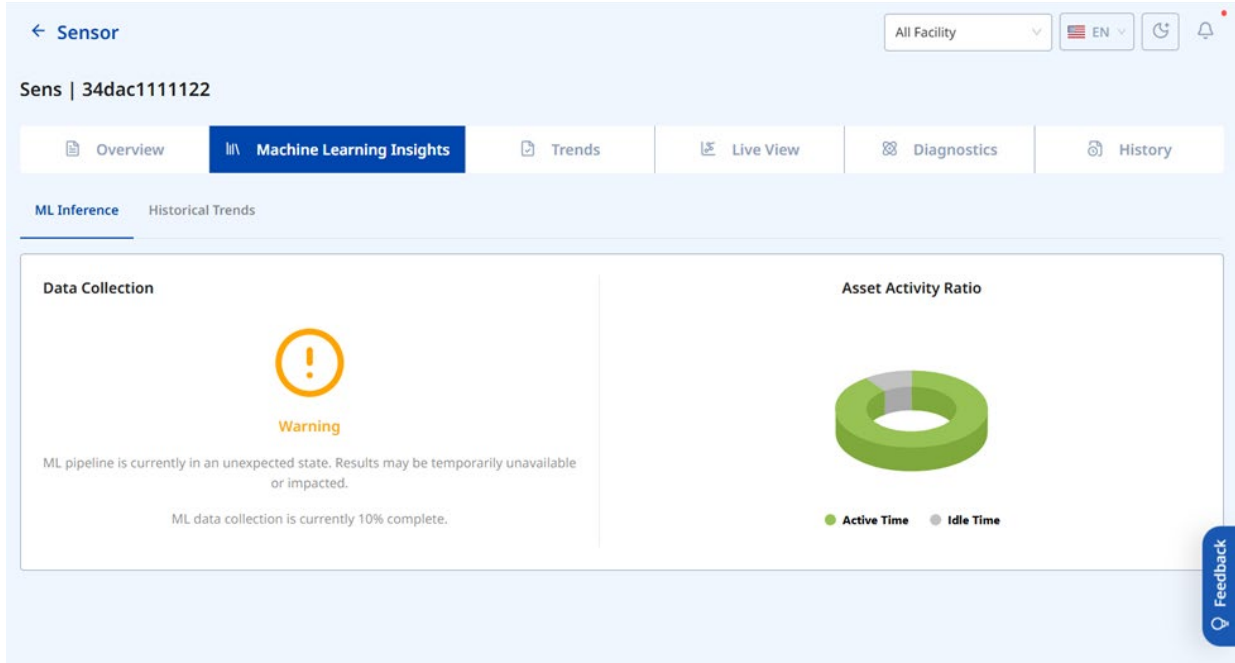 Sensor
All Facility
EN
Sens | 34dac1111122
Overview
Machine Learning Insights
Trends
Live View
Diagnostics
History
ML Inference
Historical Trends
Data Collection
Asset Activity Ratio
Warning
ML pipeline is currently in an unexpected state. Results may be temporarily unavailable
or impacted.
ML data collection is currently 10% complete.
Active Time
Idle Time
Feedback